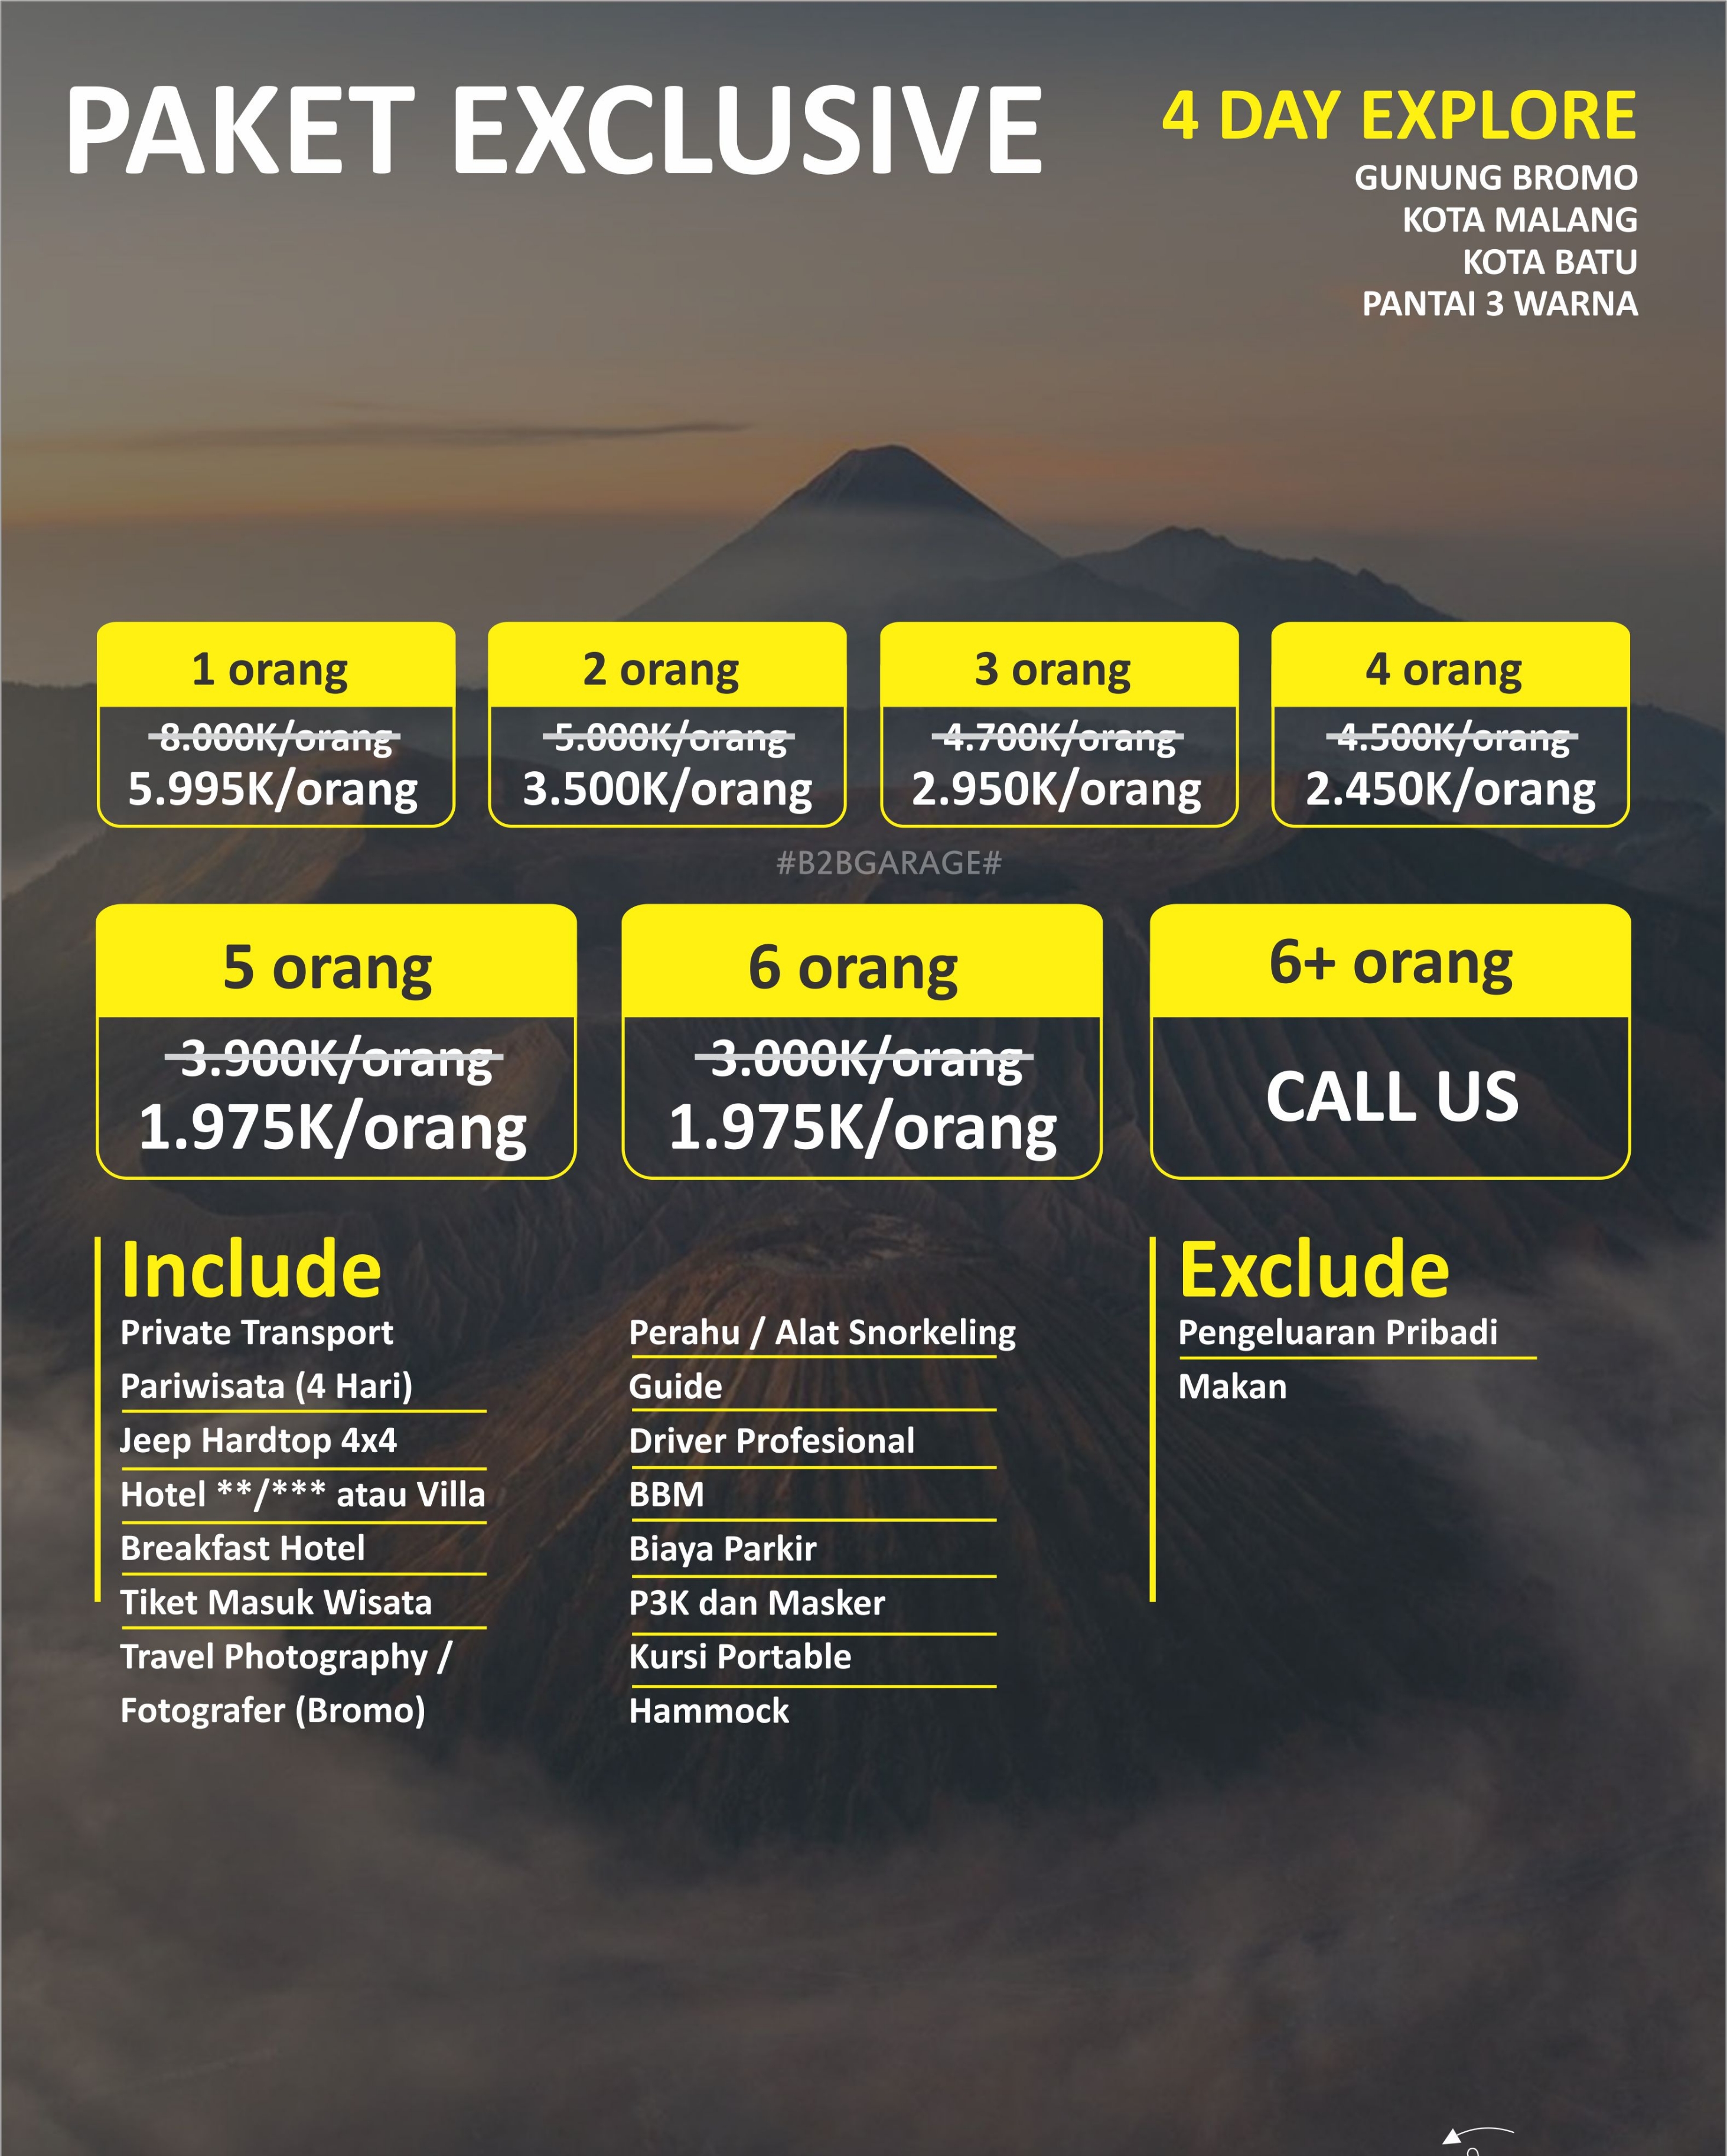 PAKET EXCLUSIVE
4 DAY EXPLORE
GUNUNG BROMO
KOTA MALANG
KOTA BATU
PANTAI 3 WARNA
1 orang
8.000K/orang
5.995K/orang
2 orang
5.000K/orang
3.500K/orang
3 orang
4.700K/orang
2.950K/orang
4 orang
4.500K/orang
2.450K/orang
#B2BGARAGE#
5 orang
3.900K/orang
1.975K/orang
6 orang
3.000K/orang
1.975K/orang
6+ orang
CALL US
Include
Private Transport
Pariwisata (4 Hari)
Jeep Hardtop 4x4
Hotel **/*** atau Villa
Breakfast Hotel
Tiket Masuk Wisata
Travel Photography /
Fotografer (Bromo)
Perahu / Alat Snorkeling
Guide
Driver Profesional
BBM
Biaya Parkir
P3K dan Masker
Kursi Portable
Hammock
Exclude
Pengeluaran Pribadi
Makan